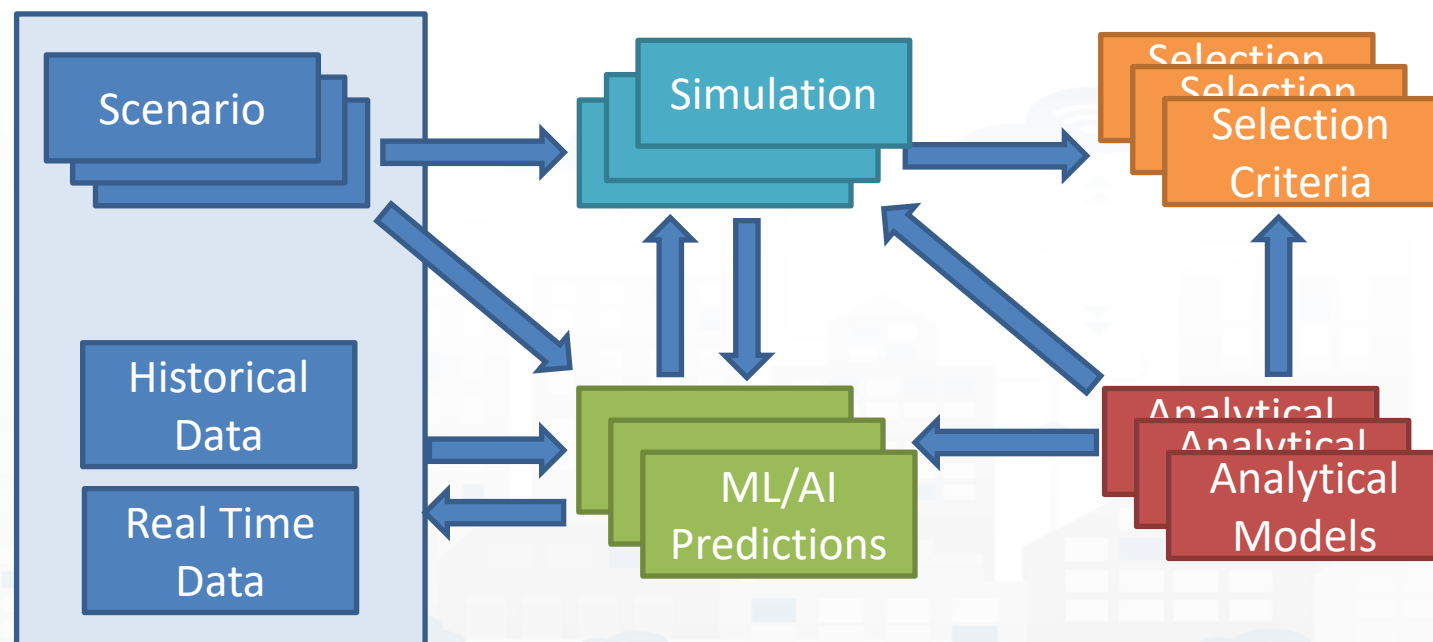 Scenario
Simulation
Selection
Selection
Selection
Criteria
Historical
Data
Real Time
Data
ML/AI
Predictions
Analytical
Analytical
Analytical
Models